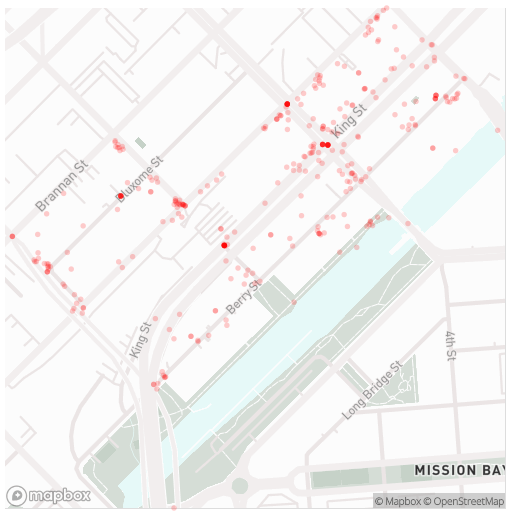 King St
Brannan St
Bluxome St
Berry St
King St
4th St
Long Bridge St
MISSION BAY
mapbox
© Mapbox © OpenStreetMap